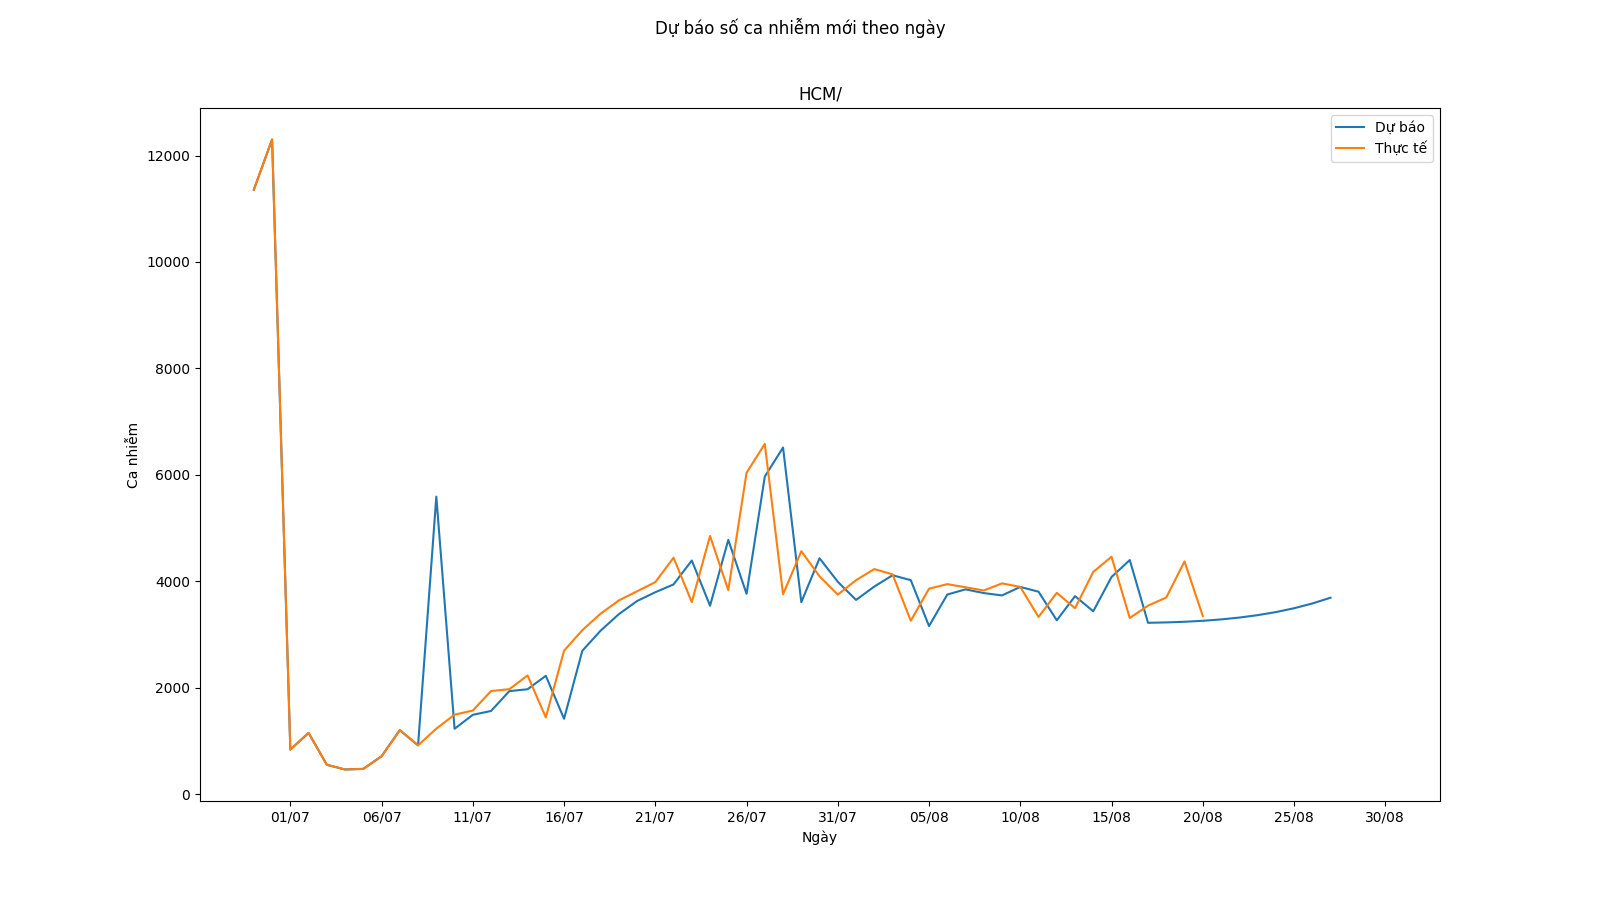 Dự báo số ca nhiễm mới theo ngày
HCM/
Dự báo
Thực tế
12000
10000
8000
6000
4000
2000
0
Ca nhiễm
01/07 06/07 11/07 16/07 21/07 26/07 31/07 05/08 10/08 15/08 20/08 25/08 30/08
Ngày